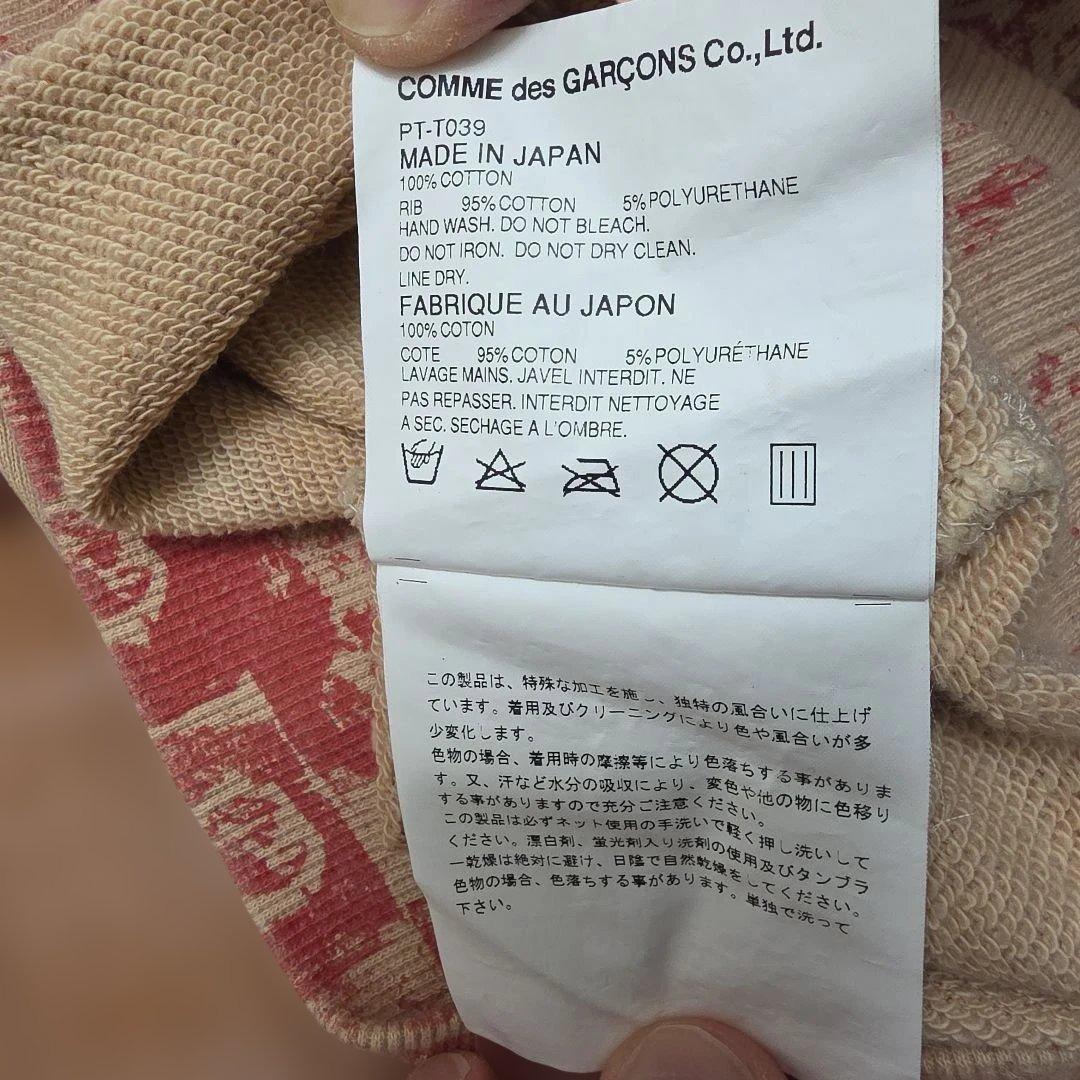 COMME des GARÇONS Co.,Ltd.
PT-T039
MADE IN JAPAN
100% COTTON
RIB 95% COTTON 5% POLYURETHANE
HAND WASH. DO NOT BLEACH.
DO NOT IRON. DO NOT DRY CLEAN.
LINE DRY.
FABRIQUE AU JAPON
100% COTON
COTE 95% COTON 5% POLYURÉTHANE
LAVAGE MAINS. JAVEL INTERDIT. NE
PAS REPASSER. INTERDIT NETTOYAGE
A SEC. SECHAGE A L'OMBRE.
この製品は、特殊な加工を施し、独特の風合いに仕上げ
ています。着用及びクリーニングにより色や風合いが多
少変化します。
色物の場合、着用時の摩擦等により色落ちする事がありま
す。又、汗など水分の吸収により、変色や他の物に色移り
する事がありますので充分ご注意ください。
この製品は必ずネット使用の手洗いで軽く押し洗いして
ください。漂白剤、蛍光剤入り洗剤の使用及びタンブラ
ー乾燥は絶対に避け、日陰で自然乾燥をしてください。
色物の場合、色落ちする事があります。単独で洗って
下さい。